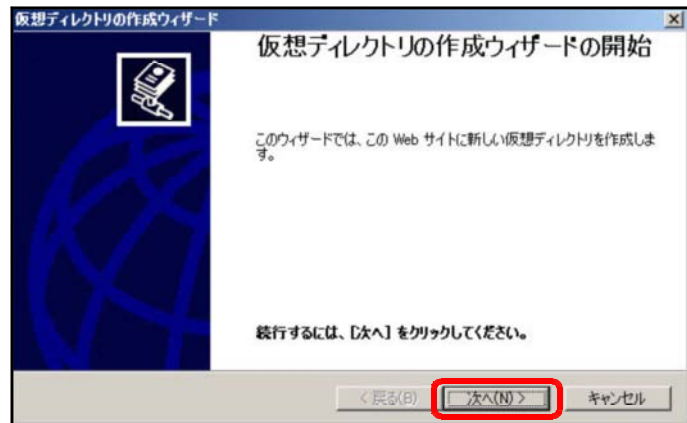 仮想ディレクトリの作成ウィザード
仮想ディレクトリの作成ウィザードの開始
このウィザードでは、この Web サイトに新しい仮想ディレクトリを作成しま
す。
続行するには、[次へ] をクリックしてください。
< 戻る(B)
次へ(N) >
キャンセル